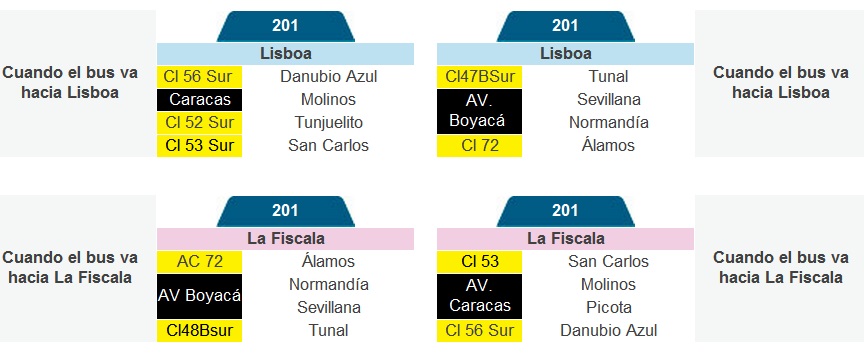 201
Lisboa
Cuando el bus va
hacia Lisboa
Cl 56 Sur Danubio Azul
Caracas Molinos
Cl 52 Sur Tunjuelito
Cl 53 Sur San Carlos
201
Lisboa
Cl47BSur Tunal
AV.
Boyacá
Sevillana
Normandía
Cl 72 Álamos
Cuando el bus va
hacia Lisboa
201
La Fiscala
Cuando el bus va
hacia La Fiscala
AC 72 Álamos
AV Boyacá
Normandía
Sevillana
Cl48Bsur Tunal
201
La Fiscala
Cl 53 San Carlos
AV.
Caracas
Molinos
Picota
Cl 56 Sur Danubio Azul
Cuando el bus va
hacia La Fiscala